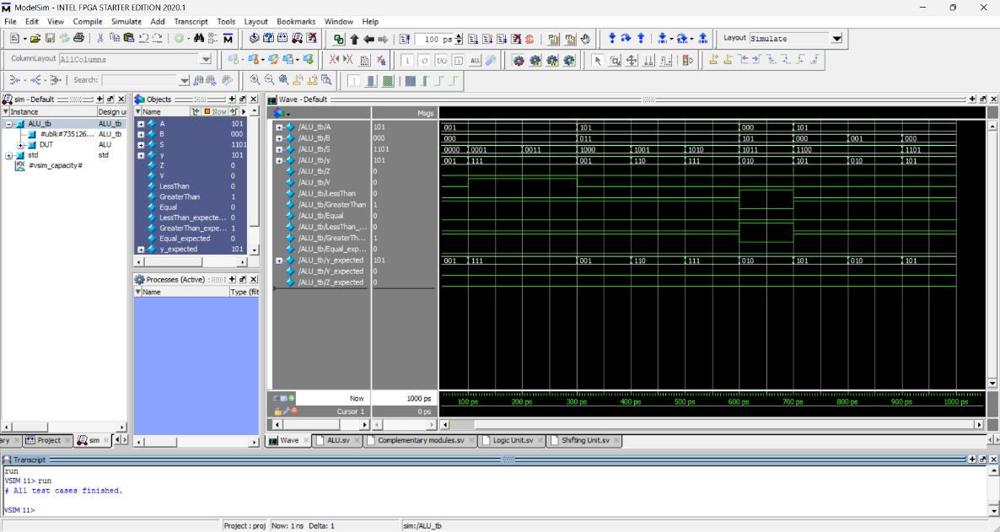 ModelSim - INTEL FPGA STARTER EDITION 2020.1
File Edit View Compile Simulate Add Transcript Tools Layout Bookmarks Window Help
100 ps Layout Simulate
ColumnLayout AllColumns
Search:
sim - Default
Instance Design u
ALU_tb ALU_tb
#ublk#735126... ALU_tb
DUT ALU
std std
#vsim_capacity#
Objects
Name Now
A 101
B 000
S 1101
y 101
Z 0
V 0
LessThan 0
GreaterThan 1
Equal 0
LessThan_expecte... 0
GreaterThan_expe... 1
Equal_expected 0
y_expected 101
Processes (Active)
Name Type (filt
Wave - Default
Msgs
/ALU_tb/A 101 001 101 000 101
/ALU_tb/B 000 000 011 101 000 001 000
/ALU_tb/S 1101 0000 0001 0011 1000 1001 1010 1011 1100 1101
/ALU_tb/y 101 001 111 001 110 111 010 101 010 101
/ALU_tb/Z 0
/ALU_tb/V 0
/ALU_tb/LessThan 0
/ALU_tb/GreaterThan 1
/ALU_tb/Equal 0
/ALU_tb/LessThan_... 0
/ALU_tb/GreaterTh... 1
/ALU_tb/Equal_exp... 0
/ALU_tb/y_expected 101 001 111 001 110 111 010 101 010 101
/ALU_tb/V_expected 0
/ALU_tb/Z_expected 0
Now 1000 ps
Cursor 1 0 ps
100 ps 200 ps 300 ps 400 ps 500 ps 600 ps 700 ps 800 ps 900 ps 1000 ps
ary Project sim
Wave ALU.sv Complementary modules.sv Logic Unit.sv Shifting Unit.sv
Transcript
run
VSIM 11> run
# All test cases finished.
VSIM 11>
Project : proj Now: 1 ns Delta: 1 sim:/ALU_tb